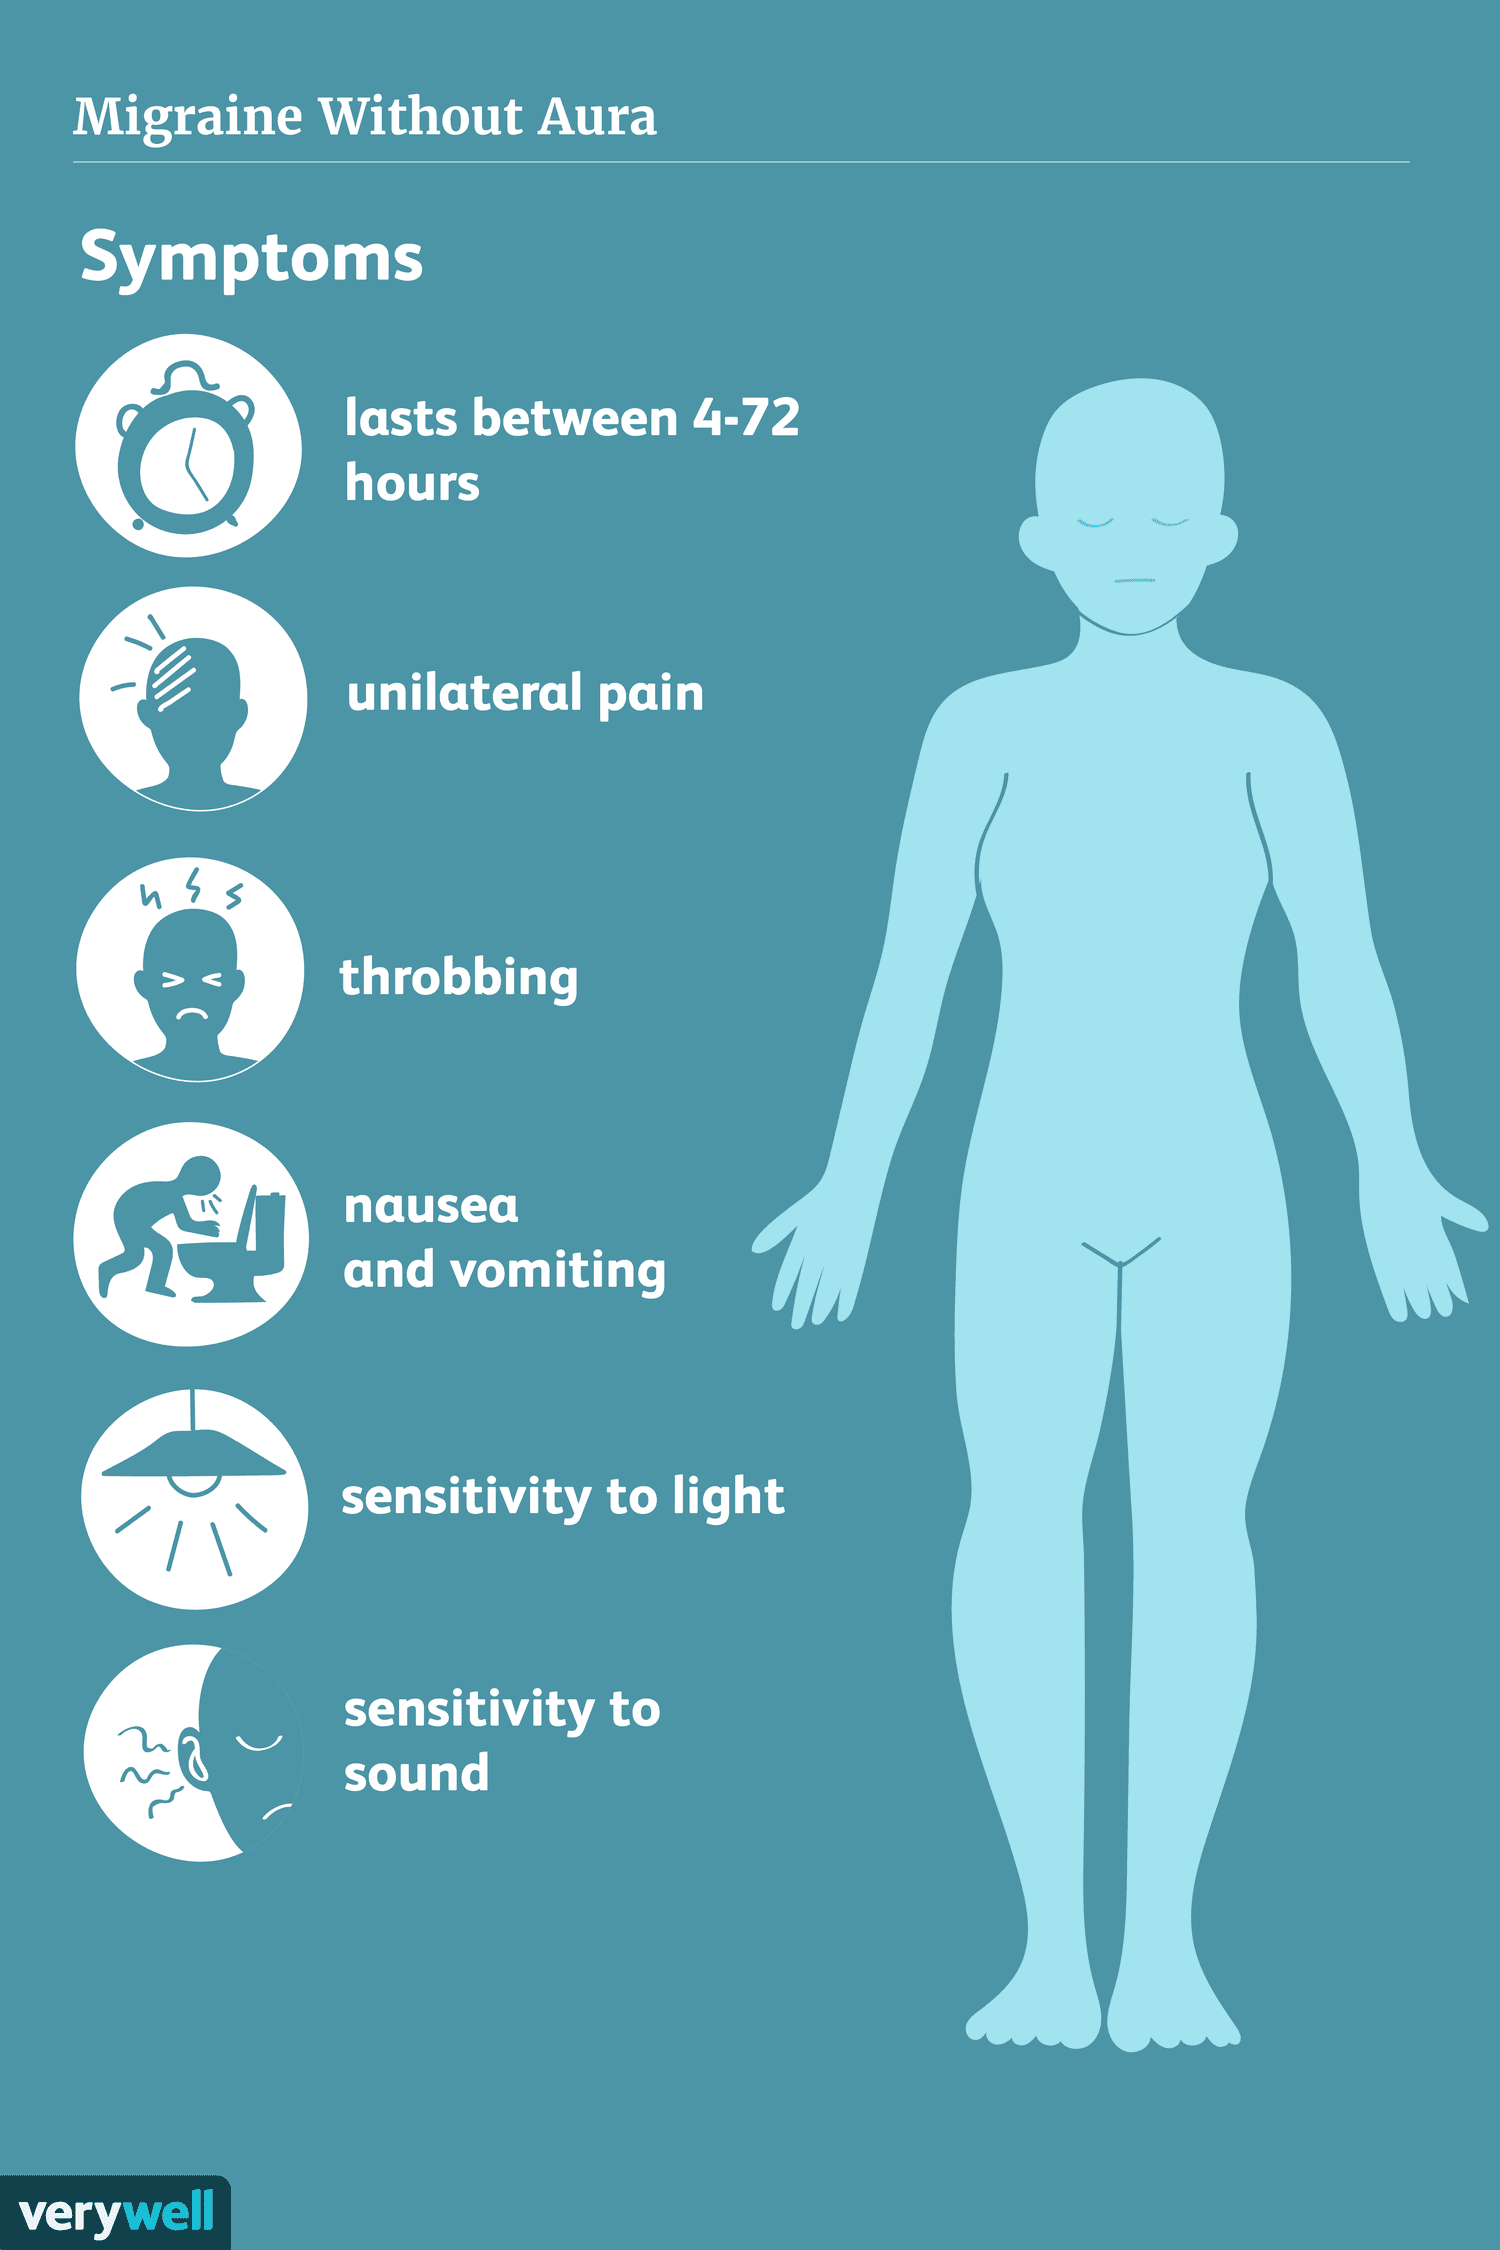 Migraine Without Aura
Symptoms
lasts between 4-72
hours
unilateral pain
throbbing
nausea
and vomiting
sensitivity to light
sensitivity to
sound
verywell